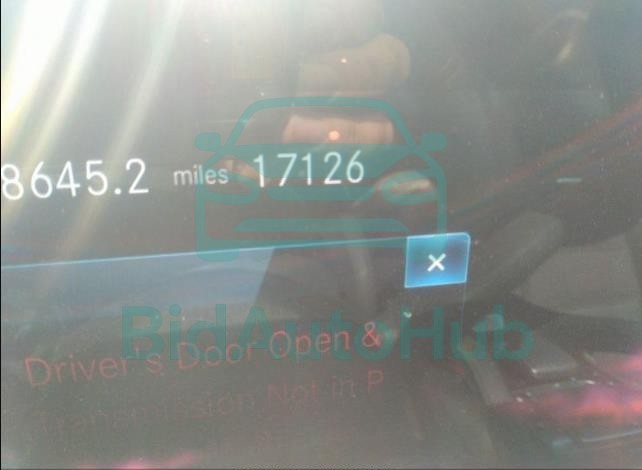 8645.2 miles 17126
×
BidAutoHub
Driver's Door Open &
Transmission Not in P